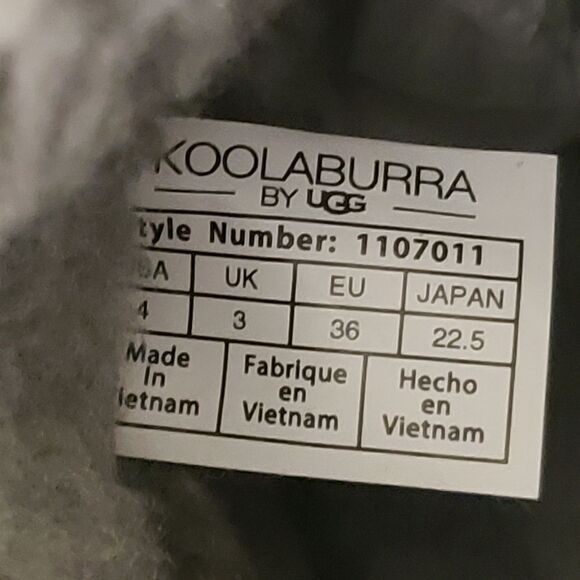 KOOLABURRA
BY UGG
tyle Number: 1107011
A UK EU JAPAN
4 3 36 22.5
Made Fabrique Hecho
In en en
ietnam Vietnam Vietnam